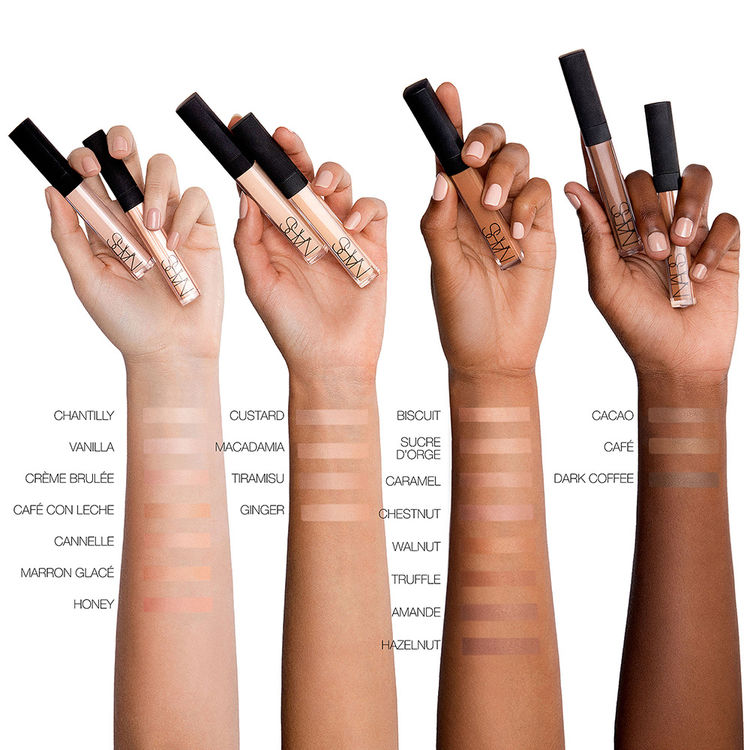 NARS
NARS
NARS
NARS
NARS
NARS
NARS
CHANTILLY
VANILLA
CRÈME BRULÉE
CAFÉ CON LECHE
CANNELLE
MARRON GLACÉ
HONEY
CUSTARD
MACADAMIA
TIRAMISU
GINGER
BISCUIT
SUCRE
D'ORGE
CARAMEL
CHESTNUT
WALNUT
TRUFFLE
AMANDE
HAZELNUT
CACAO
CAFÉ
DARK COFFEE